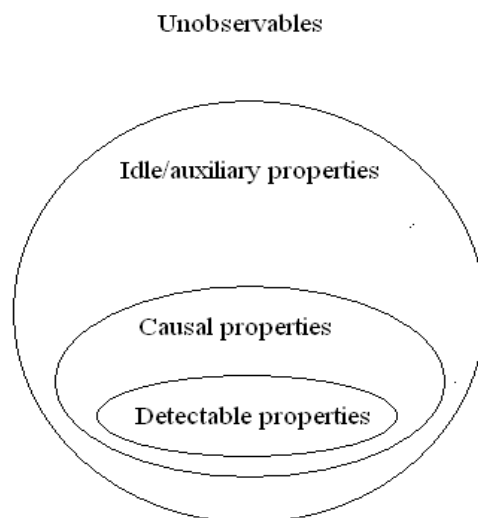 Unobservables
Idle/auxiliary properties
Causal properties
Detectable properties